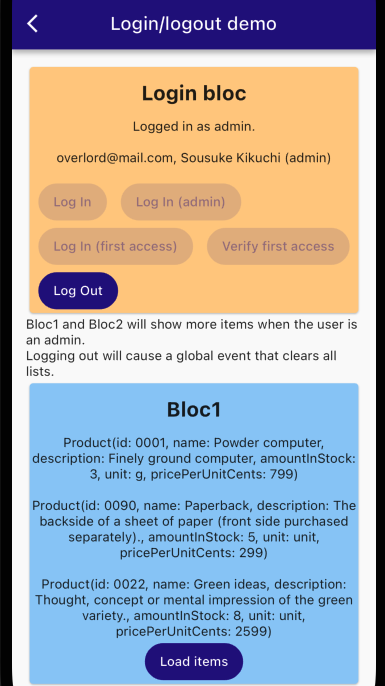 Login/logout demo
Login bloc
Logged in as admin.
overlord@mail.com, Sousuke Kikuchi (admin)
Log In
Log In (admin)
Log In (first access)
Verify first access
Log Out
Bloc1 and Bloc2 will show more items when the user is
an admin.
Logging out will cause a global event that clears all
lists.
Bloc1
Product(id: 0001, name: Powder computer,
description: Finely ground computer, amountInStock:
3, unit: g, pricePerUnitCents: 799)
Product(id: 0090, name: Paperback, description: The
backside of a sheet of paper (front side purchased
separately)., amountInStock: 5, unit: unit,
pricePerUnitCents: 299)
Product(id: 0022, name: Green ideas, description:
Thought, concept or mental impression of the green
variety., amountInStock: 8, unit: unit,
pricePerUnitCents: 2599)
Load items